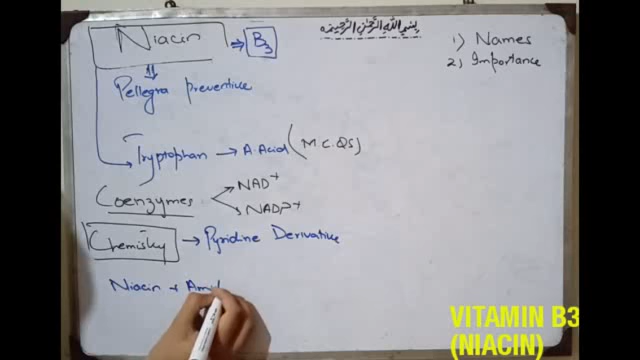 بسم الله الرحمن الرحيم
Niacin ⇒ B3
1) Names
2) Importance
Pellegra preventive
Tryptophan → A.Acid (M.C.QS)
Coenzymes
NAD+
NADP+
Chemistry → Pyridine Derivative
Niacin + Ami
VITAMIN B3
(NIACIN)